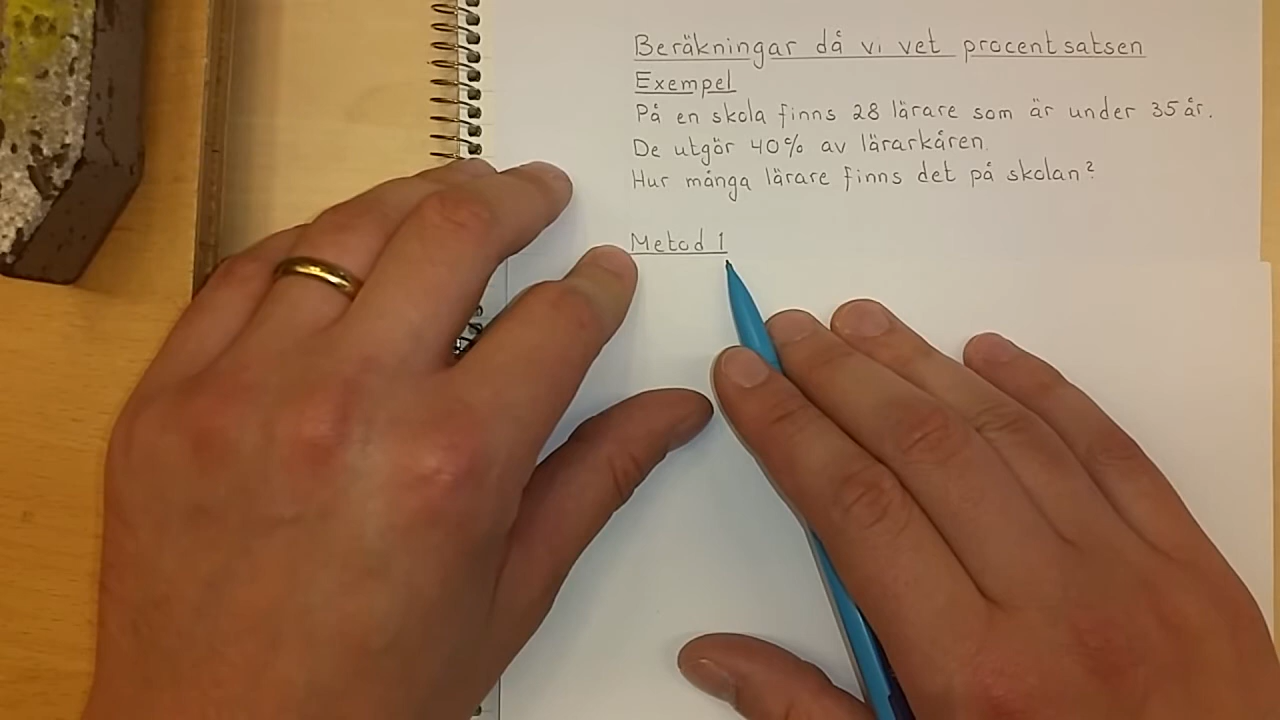 Beräkningar då vi vet procentsatsen
Exempel
På en skola finns 28 lärare som är under 35 år.
De utgör 40% av lärarkåren.
Hur många lärare finns det på skolan?
Metod 1